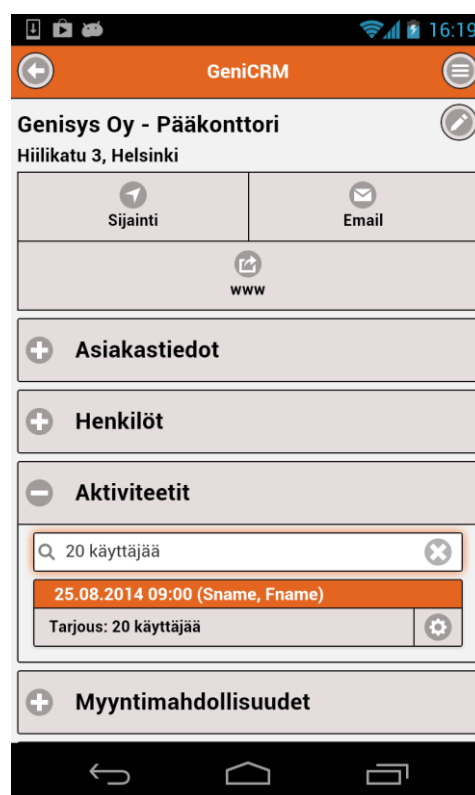 16:19
GeniCRM
Genisys Oy - Pääkonttori
Hiilikatu 3, Helsinki
Sijainti
Email
www
Asiakastiedot
Henkilöt
Aktiviteetit
20 käyttäjää
25.08.2014 09:00 (Sname, Fname)
Tarjous: 20 käyttäjää
Myyntimahdollisuudet